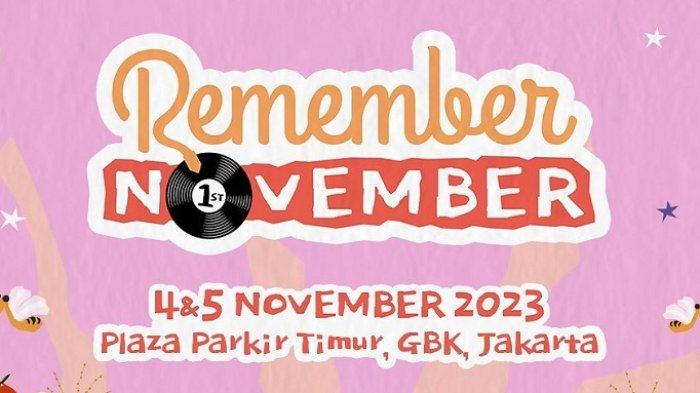 Remember
NOVEMBER
1ST
4&5 NOVEMBER 2023
Plaza Parkir Timur, GBK, Jakarta